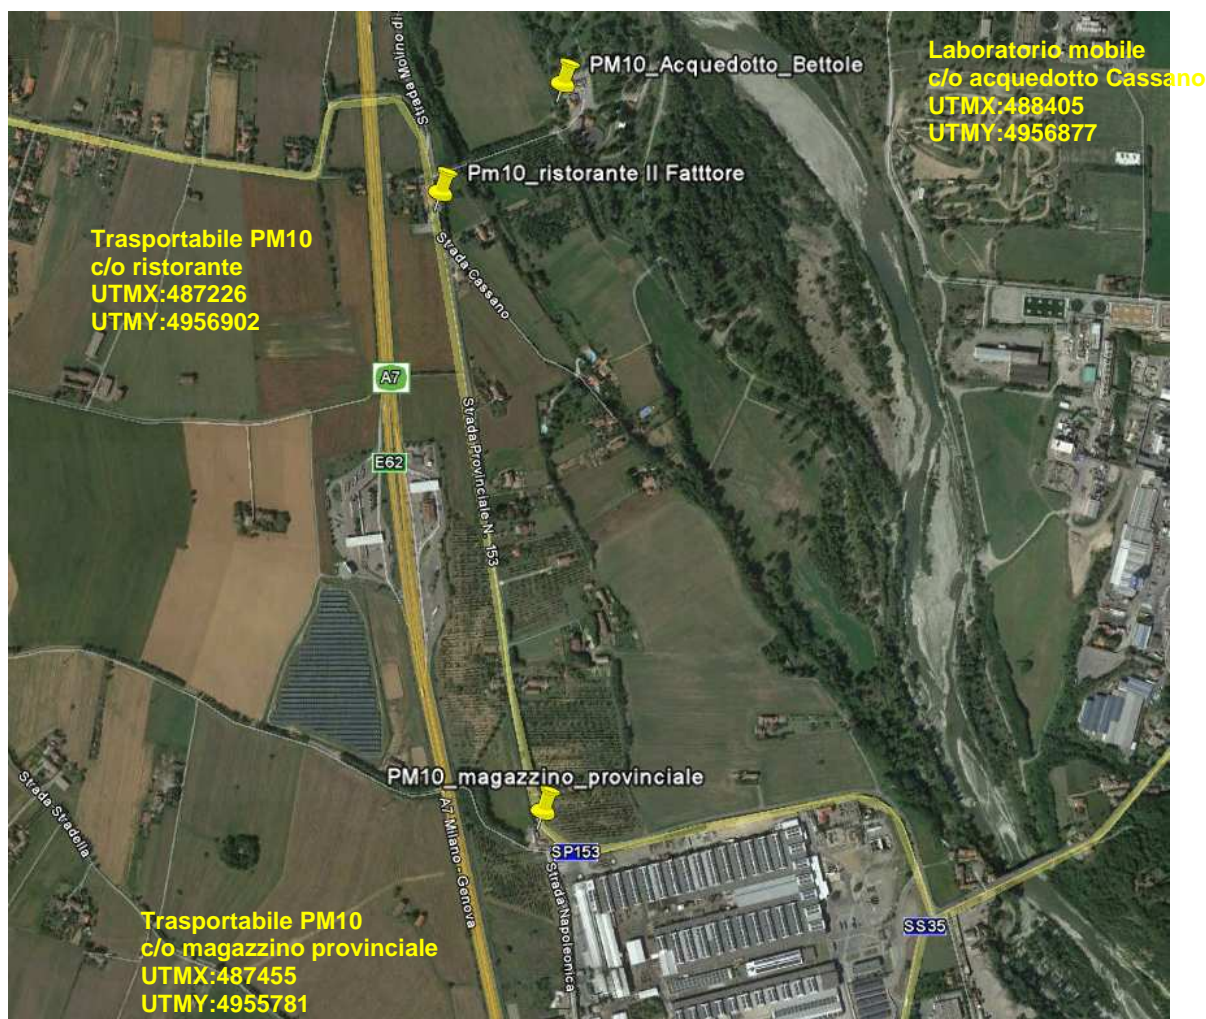 Laboratorio mobile
c/o acquedotto Cassano
UTMX:488405
UTMY:4956877
PM10_Acquedotto_Bettole
Strada Molino di
Pm10_ristorante Il Fatttore
Trasportabile PM10
c/o ristorante
UTMX:487226
UTMY:4956902
Strada Cassano
A7
Strada Provinciale N. 153
E62
PM10_magazzino_provinciale
Strada Stradella
A7 Milano - Genova
SP153
Strada Napoleonica
SS35
Trasportabile PM10
c/o magazzino provinciale
UTMX:487455
UTMY:4955781